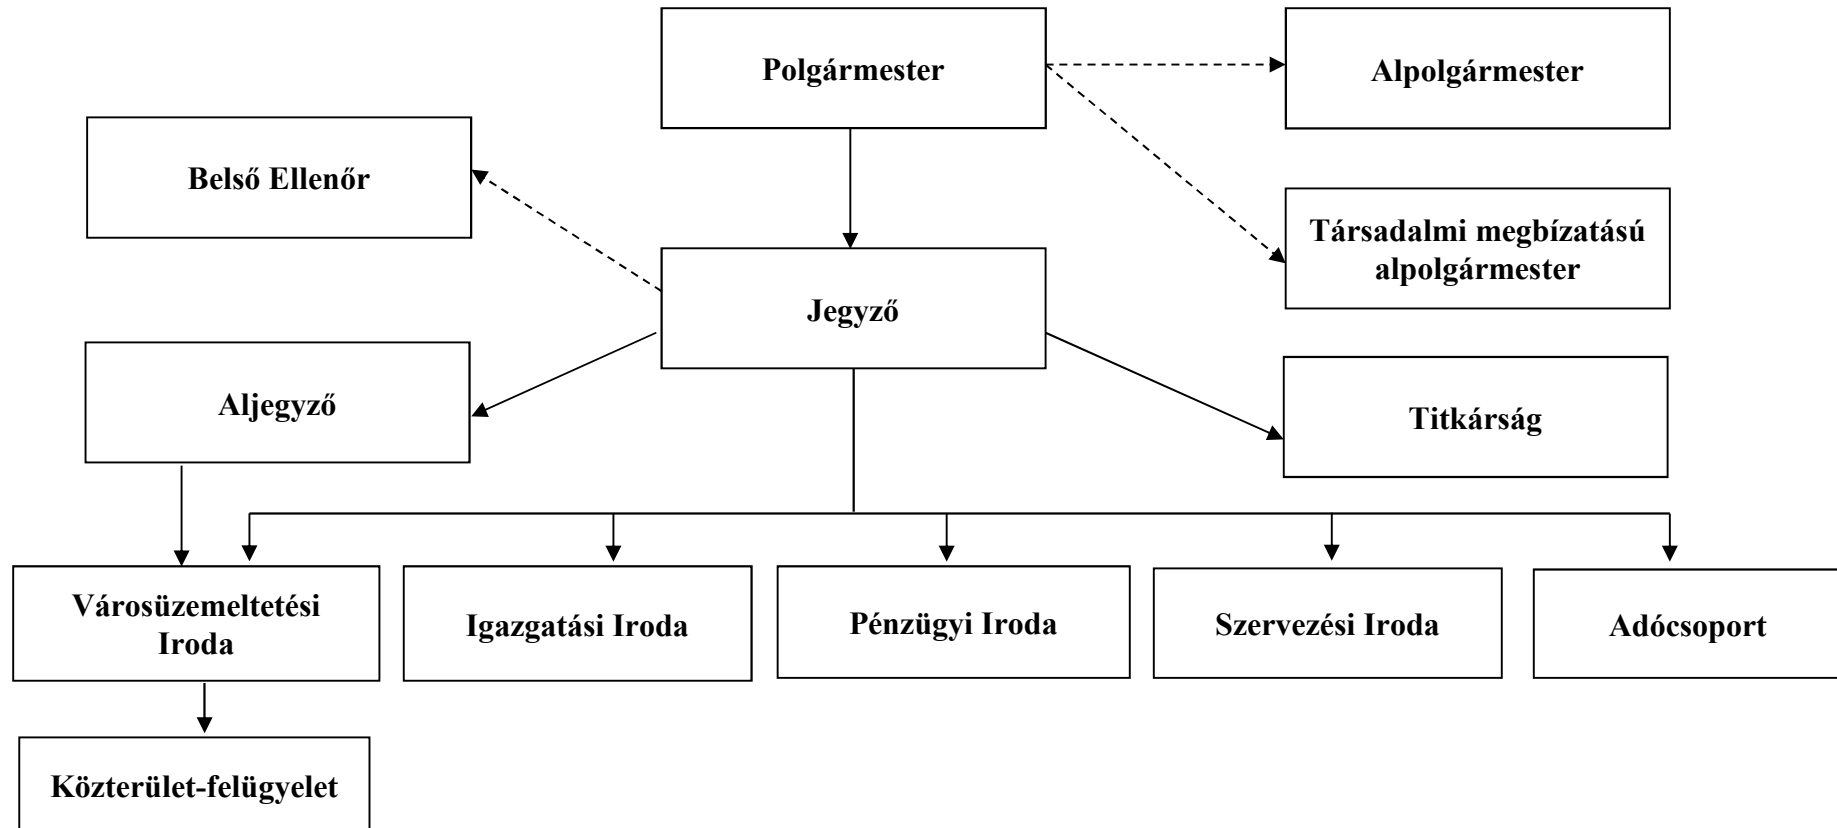 Polgármester
Alpolgármester
Belső Ellenőr
Társadalmi megbízatású
alpolgármester
Jegyző
Aljegyző
Titkárság
Városüzemeltetési
Iroda
Igazgatási Iroda
Pénzügyi Iroda
Szervezési Iroda
Adócsoport
Közterület-felügyelet